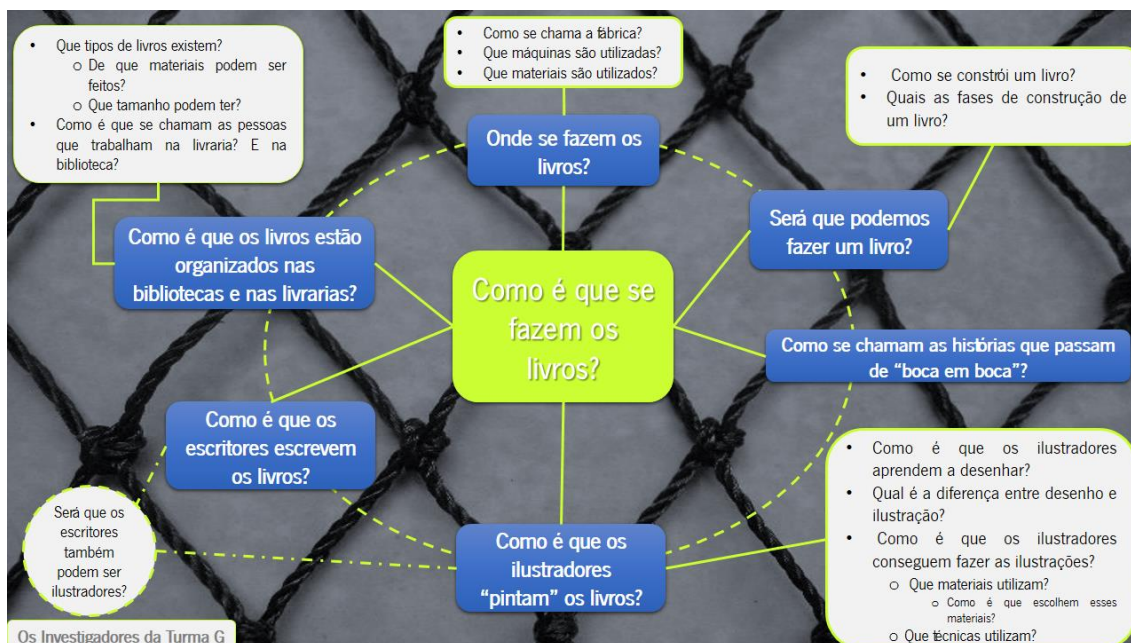 • Que tipos de livros existem?
o De que materiais podem ser
feitos?
o Que tamanho podem ter?
• Como é que se chamam as pessoas
que trabalham na livraria? E na
biblioteca?
• Como se chama a fábrica?
• Que máquinas são utilizadas?
• Que materiais são utilizados?
• Como se constrói um livro?
• Quais as fases de construção de
um livro?
Onde se fazem os
livros?
Como é que os livros estão
organizados nas
bibliotecas e nas livrarias?
Será que podemos
fazer um livro?
Como é que se
fazem os
livros?
Como se chamam as histórias que passam
de “boca em boca”?
Como é que os
escritores escrevem
os livros?
Será que os
escritores
também
podem ser
ilustradores?
Como é que os
ilustradores
“pintam” os livros?
• Como é que os ilustradores
aprendem a desenhar?
• Qual é a diferença entre desenho e
ilustração?
• Como é que os ilustradores
conseguem fazer as ilustrações?
o Que materiais utilizam?
o Como é que escolhem esses
materiais?
o Que técnicas utilizam?
Os Investigadores da Turma G